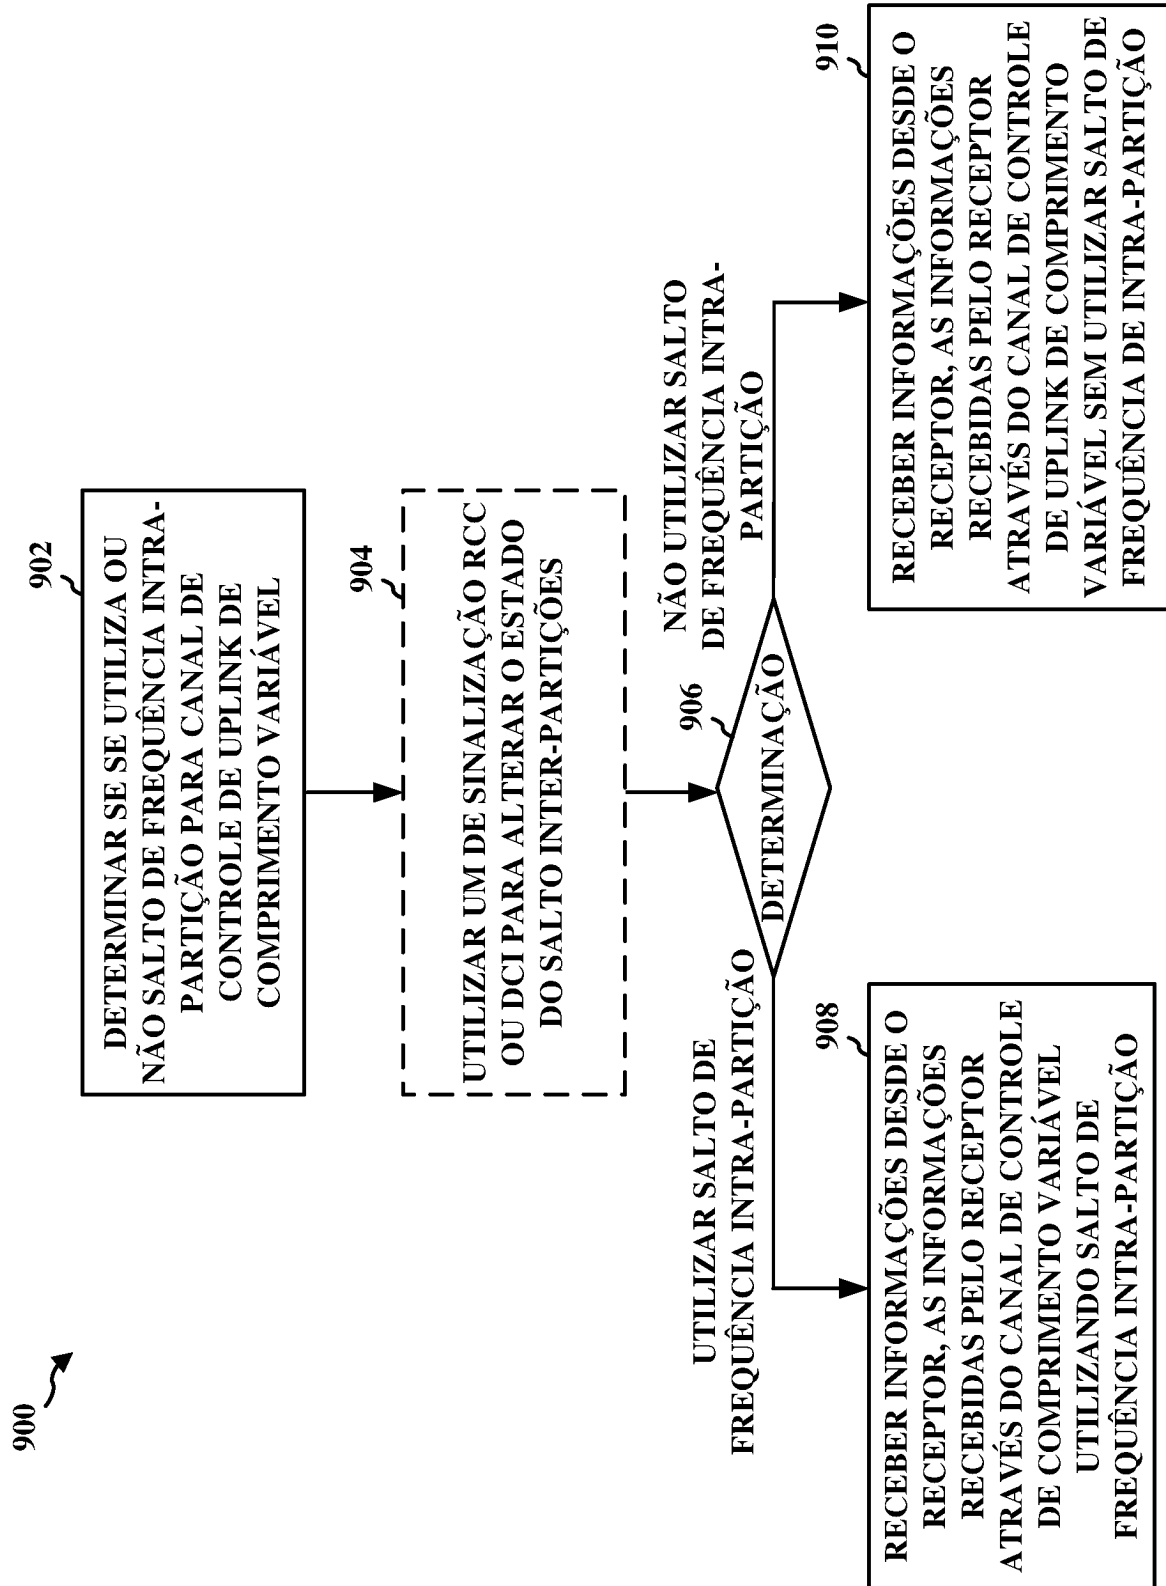 900
902
DETERMINAR SE SE UTILIZA OU
NÃO SALTO DE FREQUÊNCIA INTRA-
PARTIÇÃO PARA CANAL DE
CONTROLE DE UPLINK DE
COMPRIMENTO VARIÁVEL
904
UTILIZAR UM DE SINALIZAÇÃO RCC
OU DCI PARA ALTERAR O ESTADO
DO SALTO INTER-PARTIÇÕES
906
DETERMINAÇÃO
UTILIZAR SALTO DE
FREQUÊNCIA INTRA-PARTIÇÃO
NÃO UTILIZAR SALTO
DE FREQUÊNCIA INTRA-
PARTIÇÃO
908
RECEBER INFORMAÇÕES DESDE O
RECEPTOR, AS INFORMAÇÕES
RECEBIDAS PELO RECEPTOR
ATRAVÉS DO CANAL DE CONTROLE
DE COMPRIMENTO VARIÁVEL
UTILIZANDO SALTO DE
FREQUÊNCIA INTRA-PARTIÇÃO
910
RECEBER INFORMAÇÕES DESDE O
RECEPTOR, AS INFORMAÇÕES
RECEBIDAS PELO RECEPTOR
ATRAVÉS DO CANAL DE CONTROLE
DE UPLINK DE COMPRIMENTO
VARIÁVEL SEM UTILIZAR SALTO DE
FREQUÊNCIA DE INTRA-PARTIÇÃO